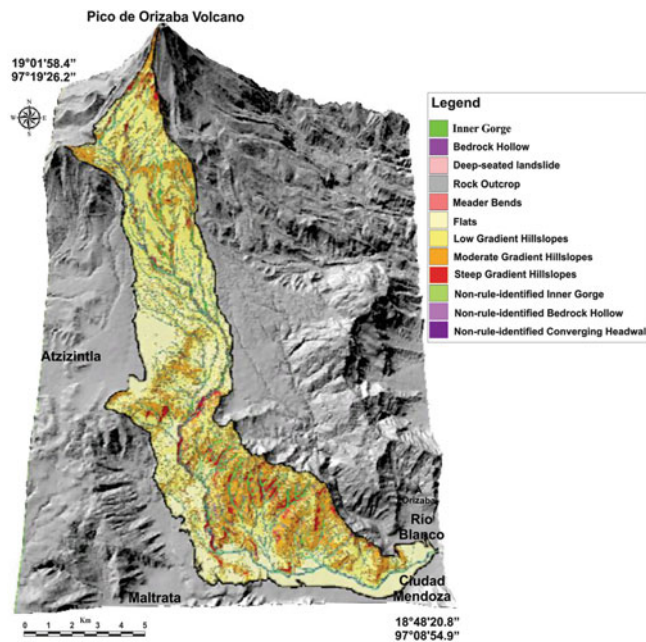 Pico de Orizaba Volcano
19°01'58.4"
97°19'26.2"
N
W E
S
Legend
Inner Gorge
Bedrock Hollow
Deep-seated landslide
Rock Outcrop
Meader Bends
Flats
Low Gradient Hillslopes
Moderate Gradient Hillslopes
Steep Gradient Hillslopes
Non-rule-identified Inner Gorge
Non-rule-identified Bedrock Hollow
Non-rule-identified Converging Headwal
Atzizintla
Orizaba
Río
Blanco
Ciudad
Mendoza
Maltrata
Km
0 1 2 3 4 5
18°48'20.8"
97°08'54.9"